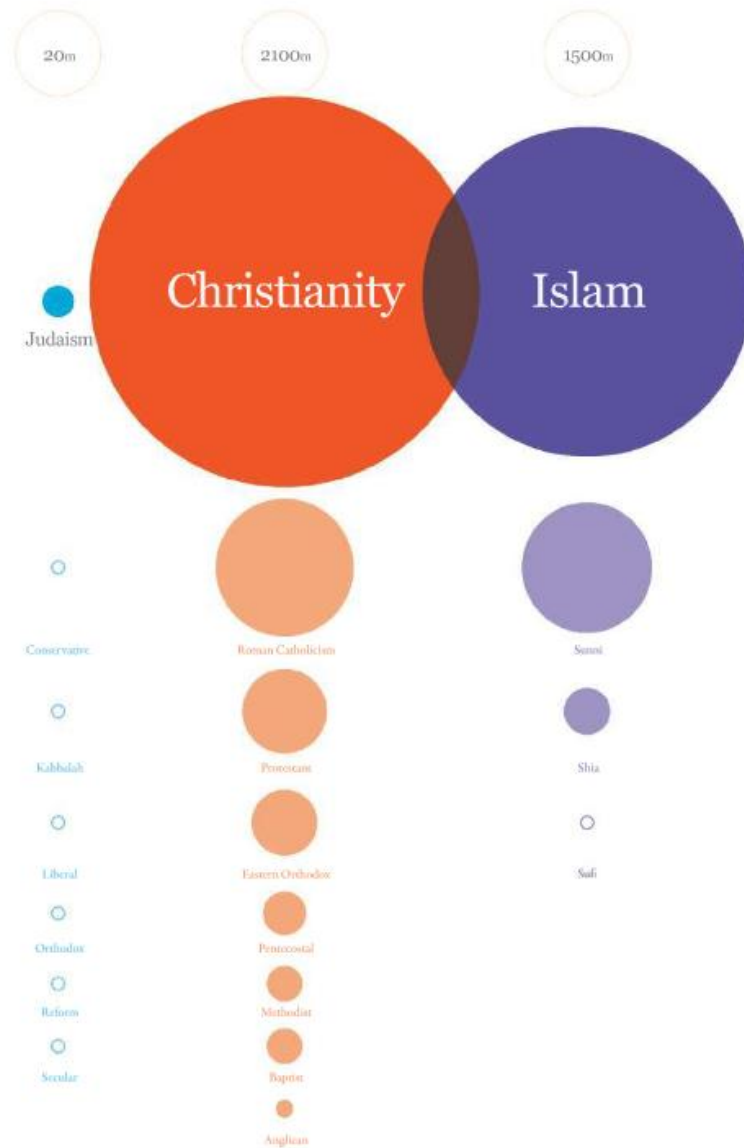 20m
2100m
1500m
Christianity
Islam
Judaism
Conservative
Roman Catholicism
Sunni
Kabbalah
Protestant
Shia
Liberal
Eastern Orthodox
Sufi
Orthodox
Pentecostal
Reform
Methodist
Secular
Baptist
Anglican